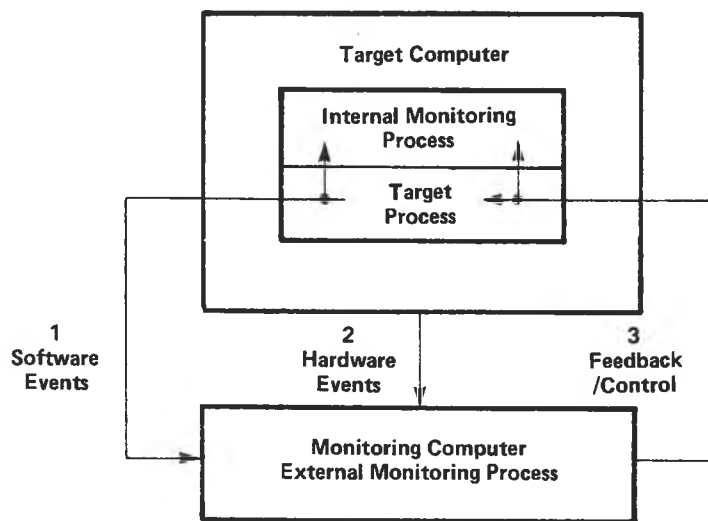 Target Computer
Internal Monitoring
Process
Target
Process
1
Software
Events
2
Hardware
Events
3
Feedback
/Control
Monitoring Computer
External Monitoring Process